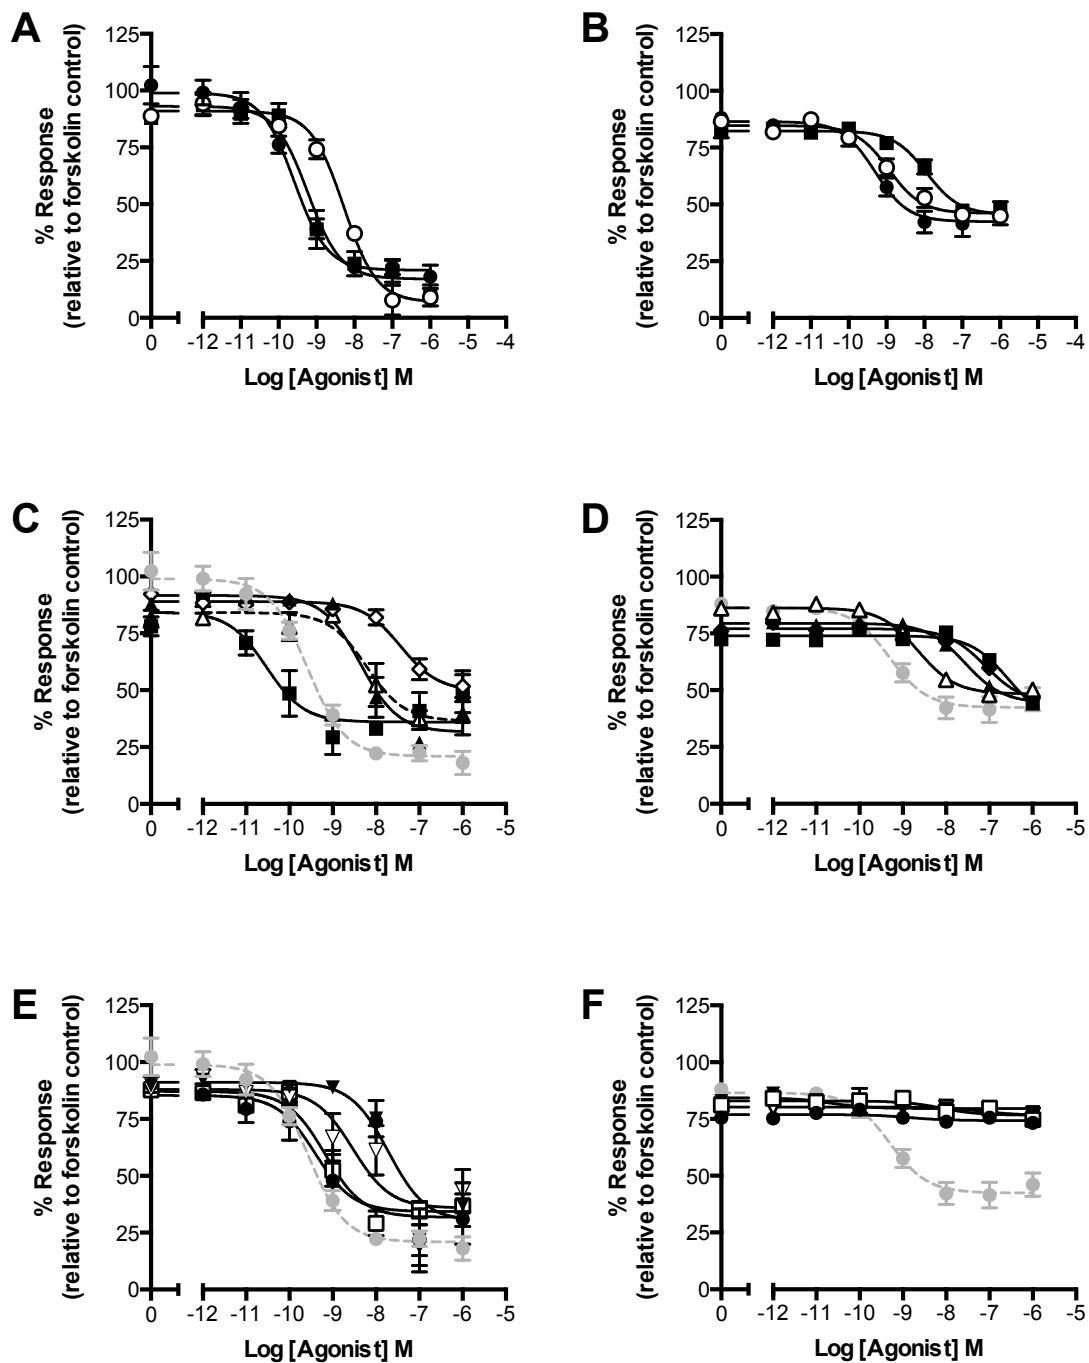 A
% Response
(relative to forskolin control)
125
100
75
50
25
0
0 -12 -11 -10 -9 -8 -7 -6 -5 -4
Log [Agonist] M
B
% Response
(relative to forskolin control)
125
100
75
50
25
0
0 -12 -11 -10 -9 -8 -7 -6 -5 -4
Log [Agonist] M
C
% Response
(relative to forskolin control)
125
100
75
50
25
0
0 -12 -11 -10 -9 -8 -7 -6 -5
Log [Agonist] M
D
% Response
(relative to forskolin control)
125
100
75
50
25
0
0 -12 -11 -10 -9 -8 -7 -6 -5
Log [Agonist] M
E
% Response
(relative to forskolin control)
125
100
75
50
25
0
0 -12 -11 -10 -9 -8 -7 -6 -5
Log [Agonist] M
F
% Response
(relative to forskolin control)
125
100
75
50
25
0
0 -12 -11 -10 -9 -8 -7 -6 -5
Log [Agonist] M